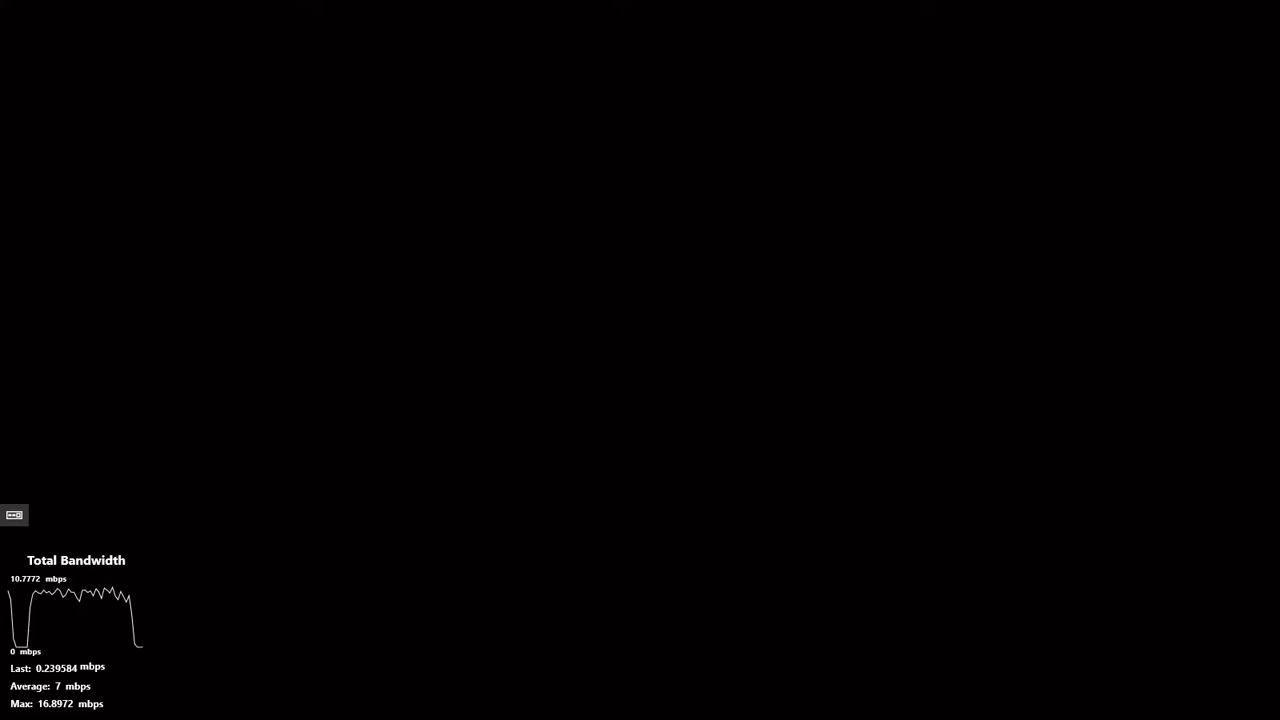 Total Bandwidth
10.7772 mbps
0 mbps
Last: 0.239584 mbps
Average: 7 mbps
Max: 16.8972 mbps